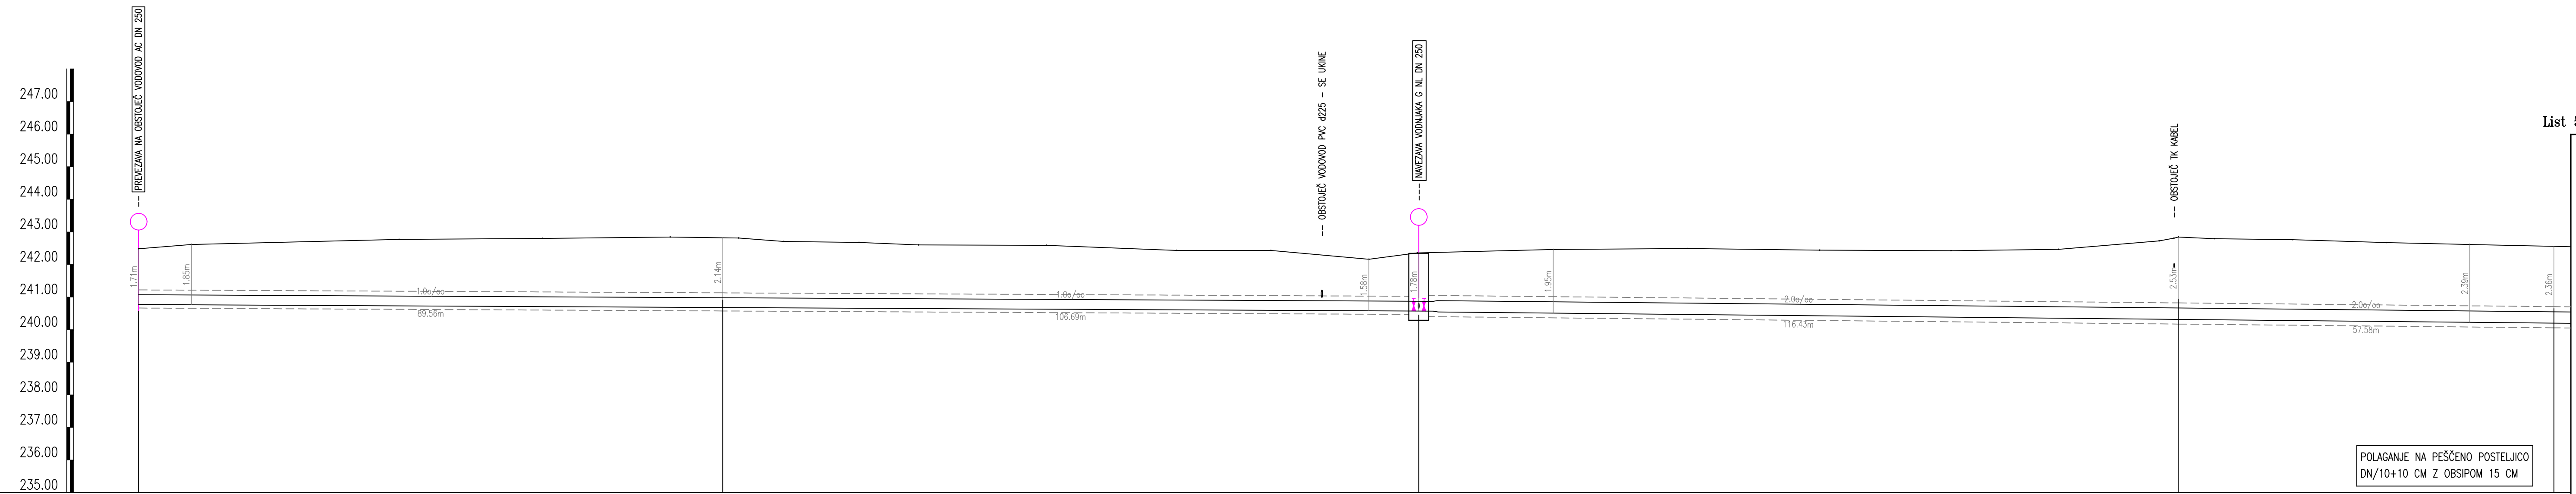 PREVEZAVA NA OBSTOJEČ VODOVOD AC DN 250
-- OBSTOJEČ VODOVOD PVC d225 - SE UKINE
NAVEZAVA VODNJAKA G NL DN 250
-- OBSTOJEČ TK KABEL
List 5
247.00
246.00
245.00
244.00
243.00
242.00
241.00
240.00
239.00
238.00
237.00
236.00
235.00
1.71m
1.85m
2.14m
1.58m
1.78m
1.95m
2.53m
2.39m
2.36m
1.0o/oo
1.0o/oo
2.0o/oo
2.0o/oo
89.56m
106.69m
116.43m
57.58m
POLAGANJE NA PEŠČENO POSTELJICO
DN/10+10 CM Z OBSIPOM 15 CM